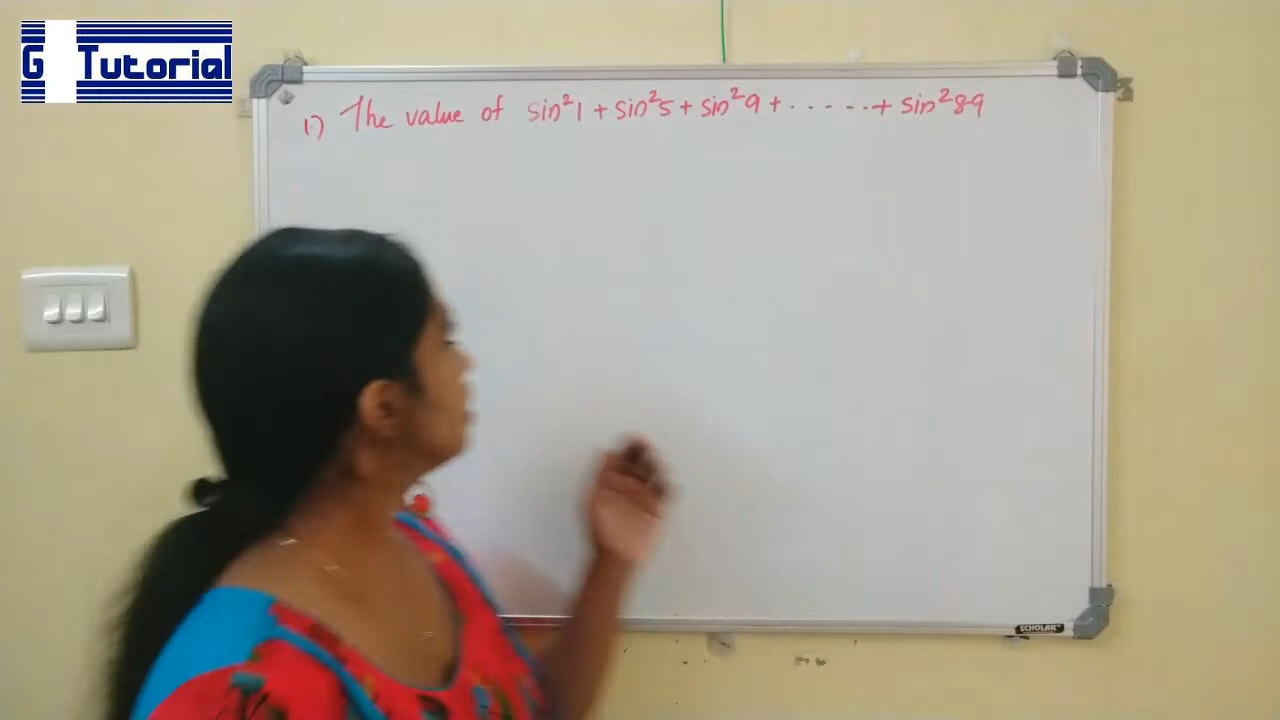 G Tutorial
1.) The value of sin²1 + sin²5 + sin²9 + ...... + sin²89
SCHOLAR